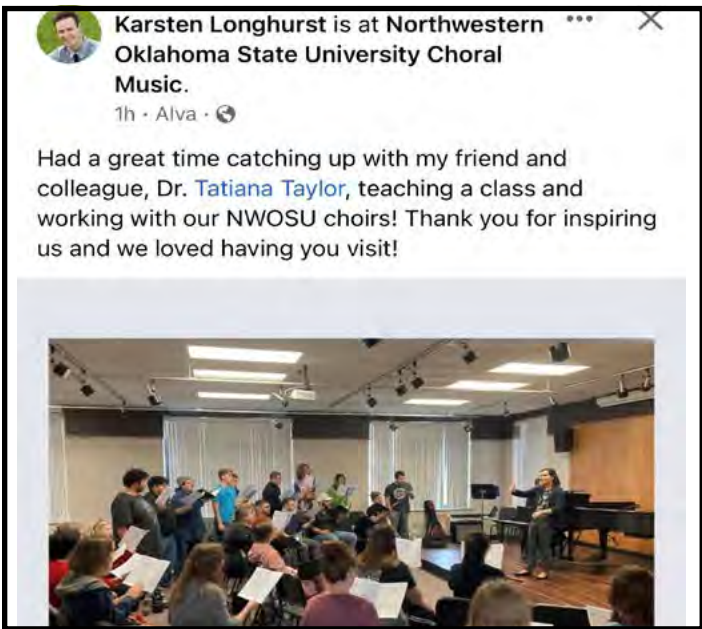 Karsten Longhurst is at Northwestern
Oklahoma State University Choral
Music.
1h · Alva ·
Had a great time catching up with my friend and
colleague, Dr. Tatiana Taylor, teaching a class and
working with our NWOSU choirs! Thank you for inspiring
us and we loved having you visit!